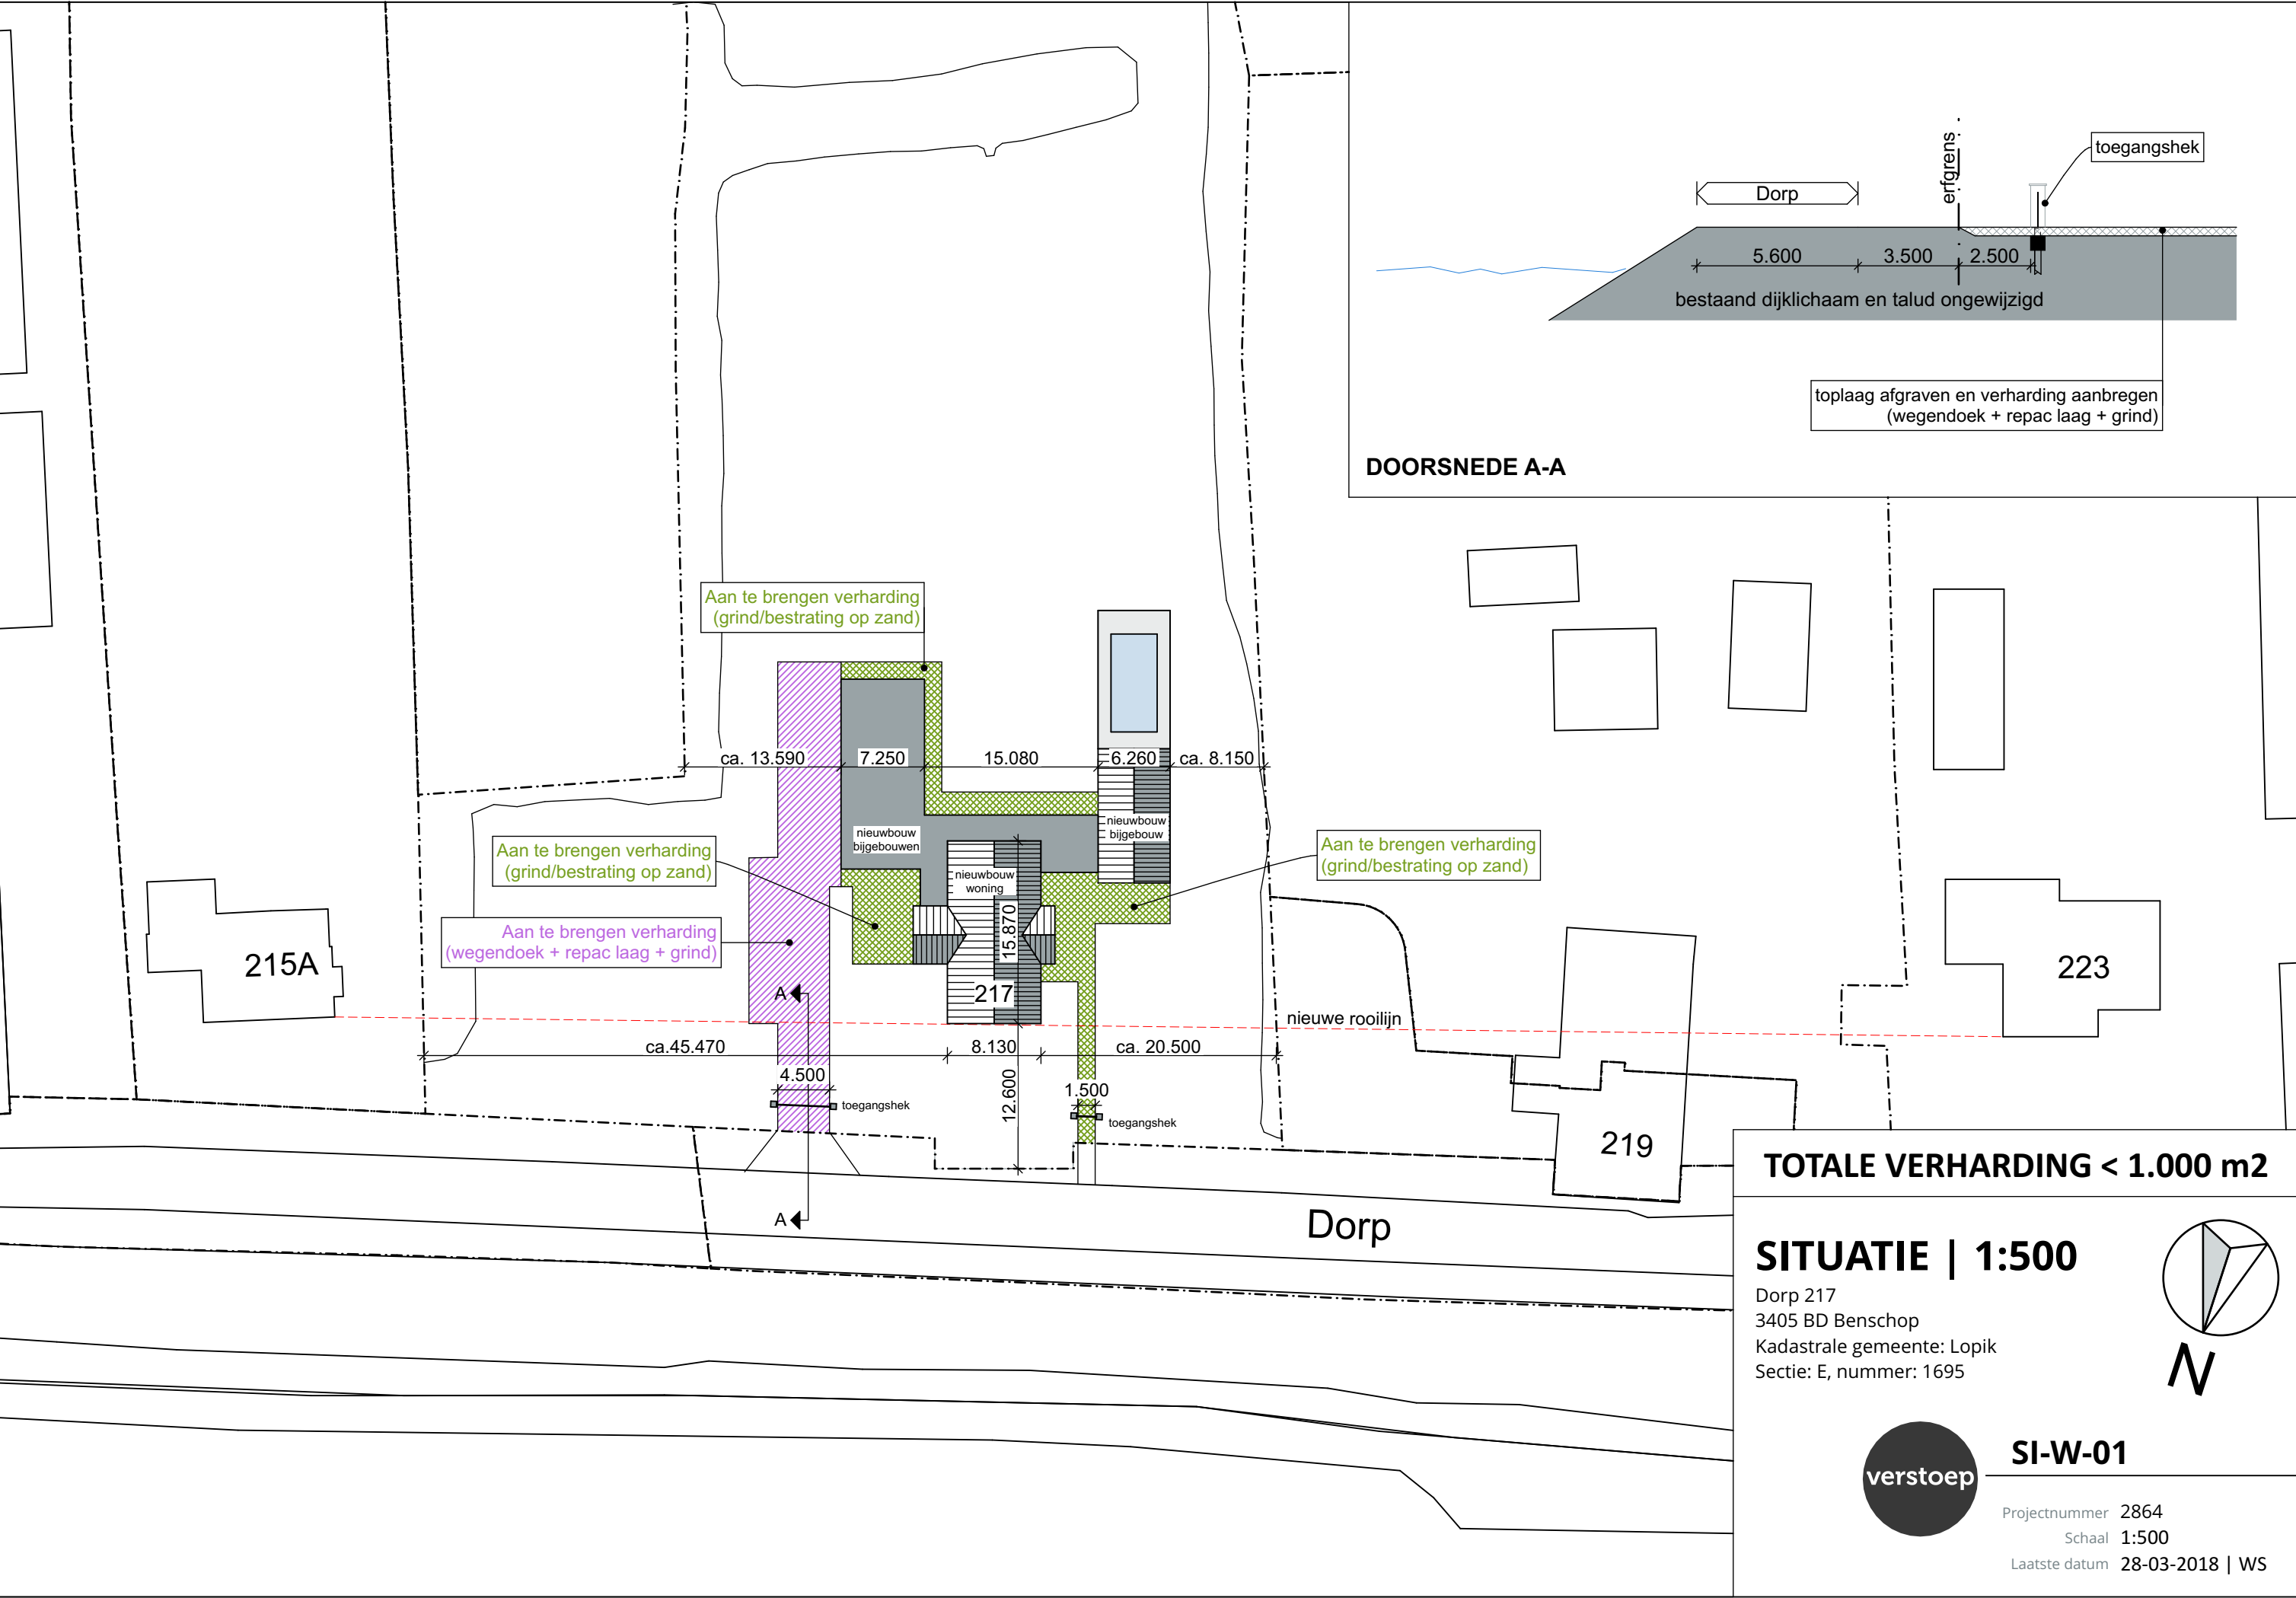 erfgrens
toegangshek
Dorp
5.600
3.500
2.500
bestaand dijklichaam en talud ongewijzigd
toplaag afgraven en verharding aanbregen
(wegendoek + repac laag + grind)
DOORSNEDE A-A
Aan te brengen verharding
(grind/bestrating op zand)
ca. 13.590
7.250
15.080
6.260
ca. 8.150
nieuwbouw
bijgebouwen
nieuwbouw
bijgebouw
Aan te brengen verharding
(grind/bestrating op zand)
Aan te brengen verharding
(grind/bestrating op zand)
nieuwbouw
woning
15.870
Aan te brengen verharding
(wegendoek + repac laag + grind)
215A
A
217
223
nieuwe rooilijn
ca.45.470
8.130
ca. 20.500
4.500
12.600
1.500
toegangshek
toegangshek
219
A
Dorp
TOTALE VERHARDING < 1.000 m2
SITUATIE | 1:500
Dorp 217
3405 BD Benschop
Kadastrale gemeente: Lopik
Sectie: E, nummer: 1695
N
verstoep
SI-W-01
Projectnummer 2864
Schaal 1:500
Laatste datum 28-03-2018 | WS